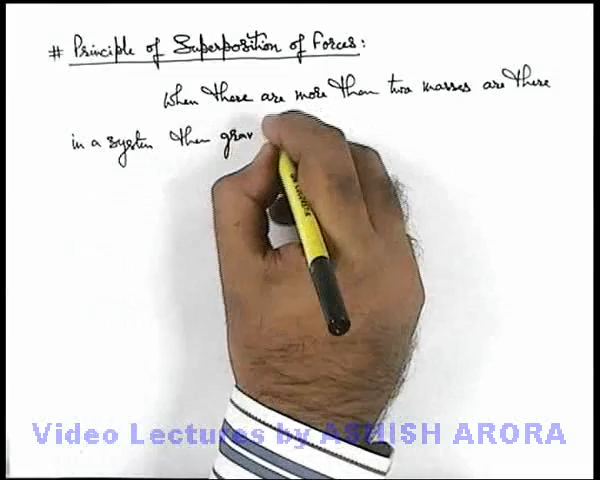 # Principle of Superposition of Forces:
When there are more than two masses are there
in a system then grav
Video Lectures by ASHISH ARORA